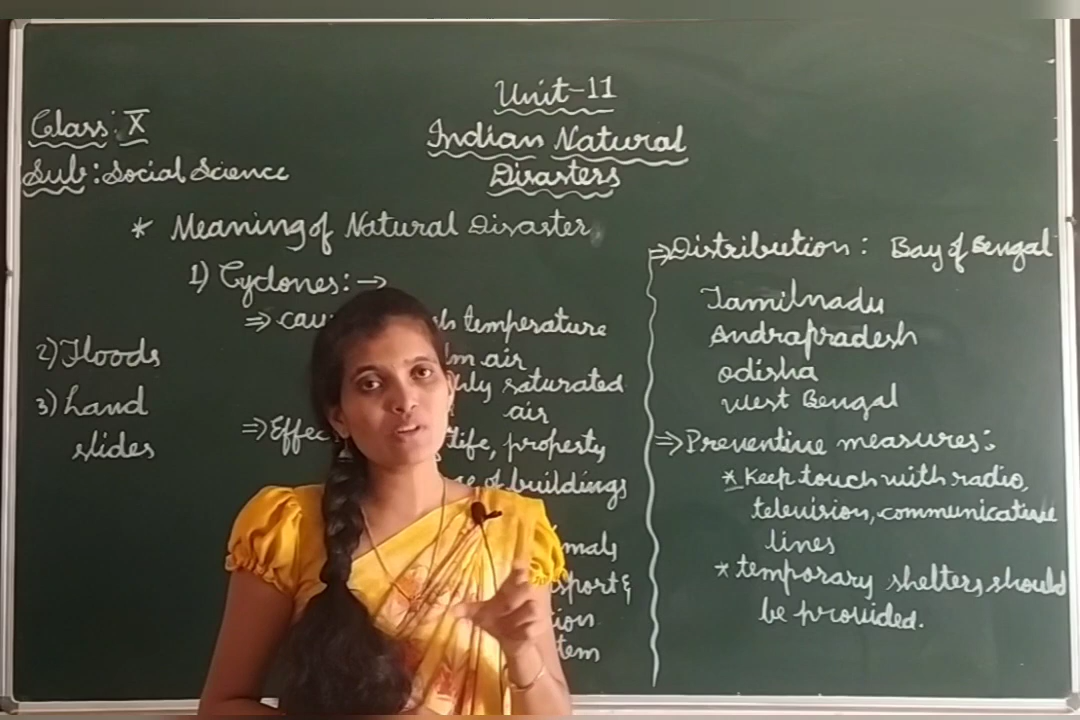 Unit-11
Indian Natural
Disasters
Class: X
Sub: Social Science
* Meaning of Natural Disaster
1) Cyclones: →
⇒ temperature
air
saturated
air
⇒ Life, property
of buildings
2) Floods
3) Land
slides
⇒ Distribution: Bay of Bengal
Tamilnadu
Andrapradesh
odisha
West Bengal
⇒ Preventive measures:
* Keep touch with radio,
television, communicative
lines
* temporary shelters should
be provided.